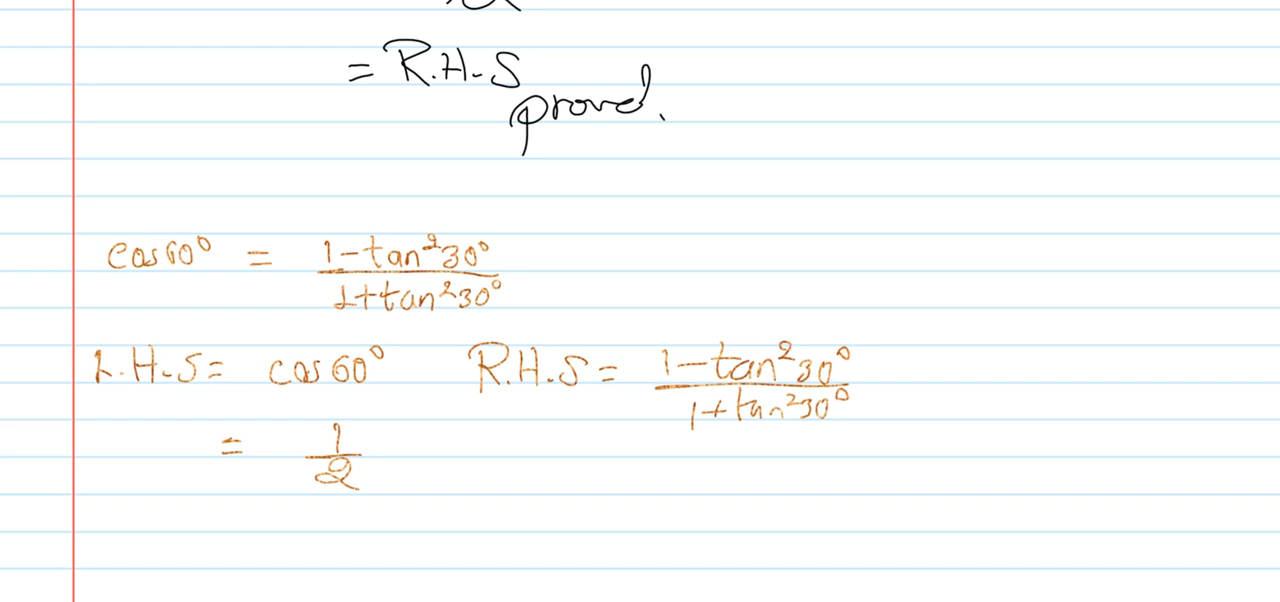 = R.H.S
proved.
cos 60° = 1-tan²30° / 1+tan²30°
L.H.S = cos 60° R.H.S = 1-tan²30° / 1+tan²30°
= 1/2